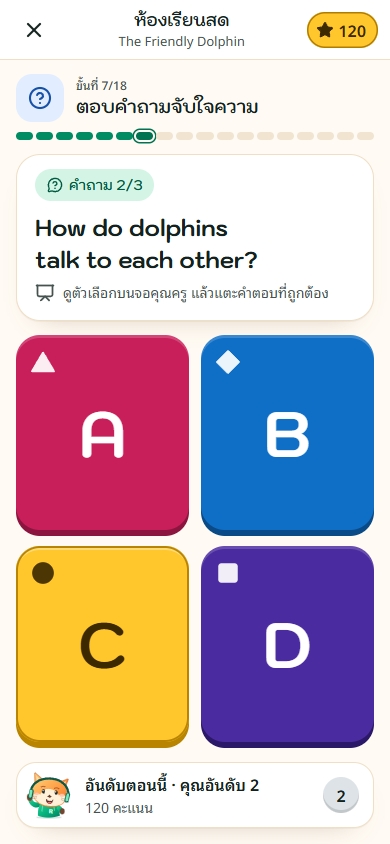 ห้องเรียนสด
The Friendly Dolphin
120
ขั้นที่ 7/18
ตอบคำถามจับใจความ
คำถาม 2/3
How do dolphins
talk to each other?
ดูตัวเลือกบนจอคุณครู แล้วแตะคำตอบที่ถูกต้อง
A
B
C
D
อันดับตอนนี้ · คุณอันดับ 2
120 คะแนน
2